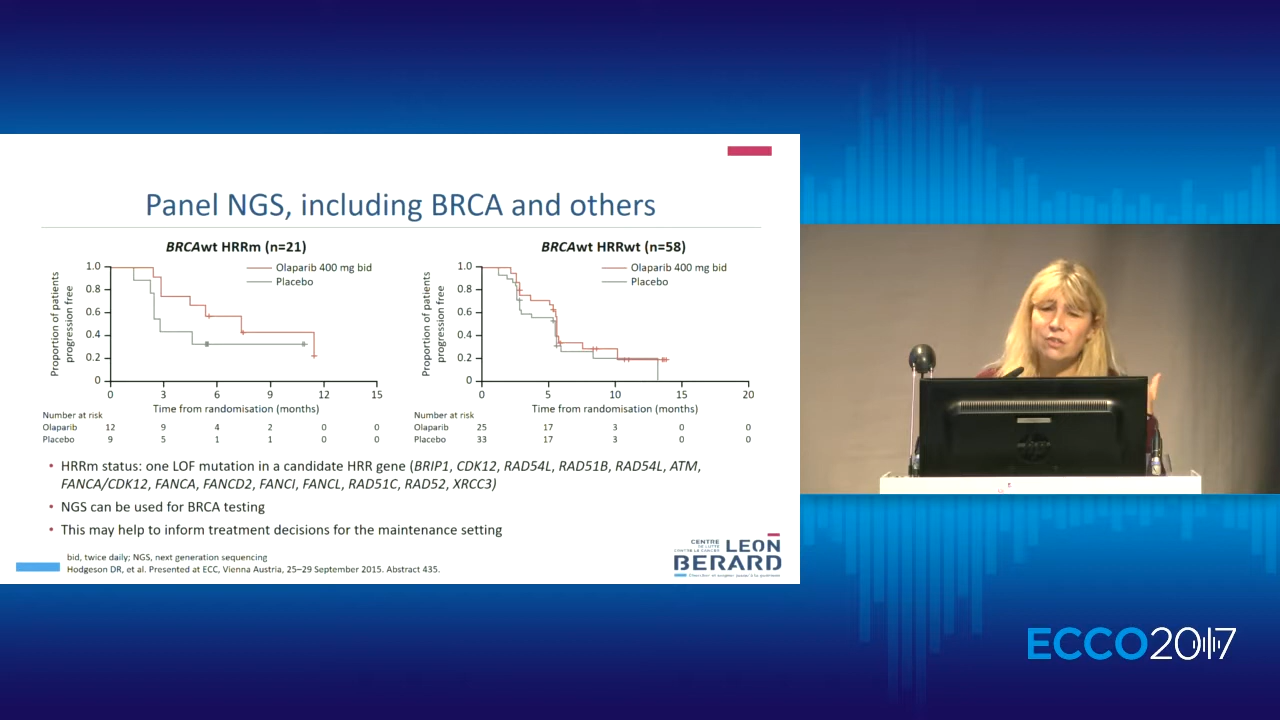 Panel NGS, including BRCA and others
BRCAwt HRRm (n=21)
Proportion of patients
progression free
1.0
0.8
0.6
0.4
0.2
0
Olaparib 400 mg bid
Placebo
0 3 6 9 12 15
Time from randomisation (months)
Number at risk
Olaparib 12 9 4 2 0 0
Placebo 9 5 1 1 0 0
BRCAwt HRRwt (n=58)
Proportion of patients
progression free
1.0
0.8
0.6
0.4
0.2
0
Olaparib 400 mg bid
Placebo
0 5 10 15 20
Time from randomisation (months)
Number at risk
Olaparib 25 17 3 0 0
Placebo 33 17 3 0 0
• HRRm status: one LOF mutation in a candidate HRR gene (BRIP1, CDK12, RAD54L, RAD51B, RAD54L, ATM,
FANCA/CDK12, FANCA, FANCD2, FANCI, FANCL, RAD51C, RAD52, XRCC3)
• NGS can be used for BRCA testing
• This may help to inform treatment decisions for the maintenance setting
bid, twice daily; NGS, next generation sequencing
Hodgeson DR, et al. Presented at ECC, Vienna Austria, 25–29 September 2015. Abstract 435.
CENTRE
DE LUTTE
CONTRE LE CANCER
LEON
BERARD
ECCO2017